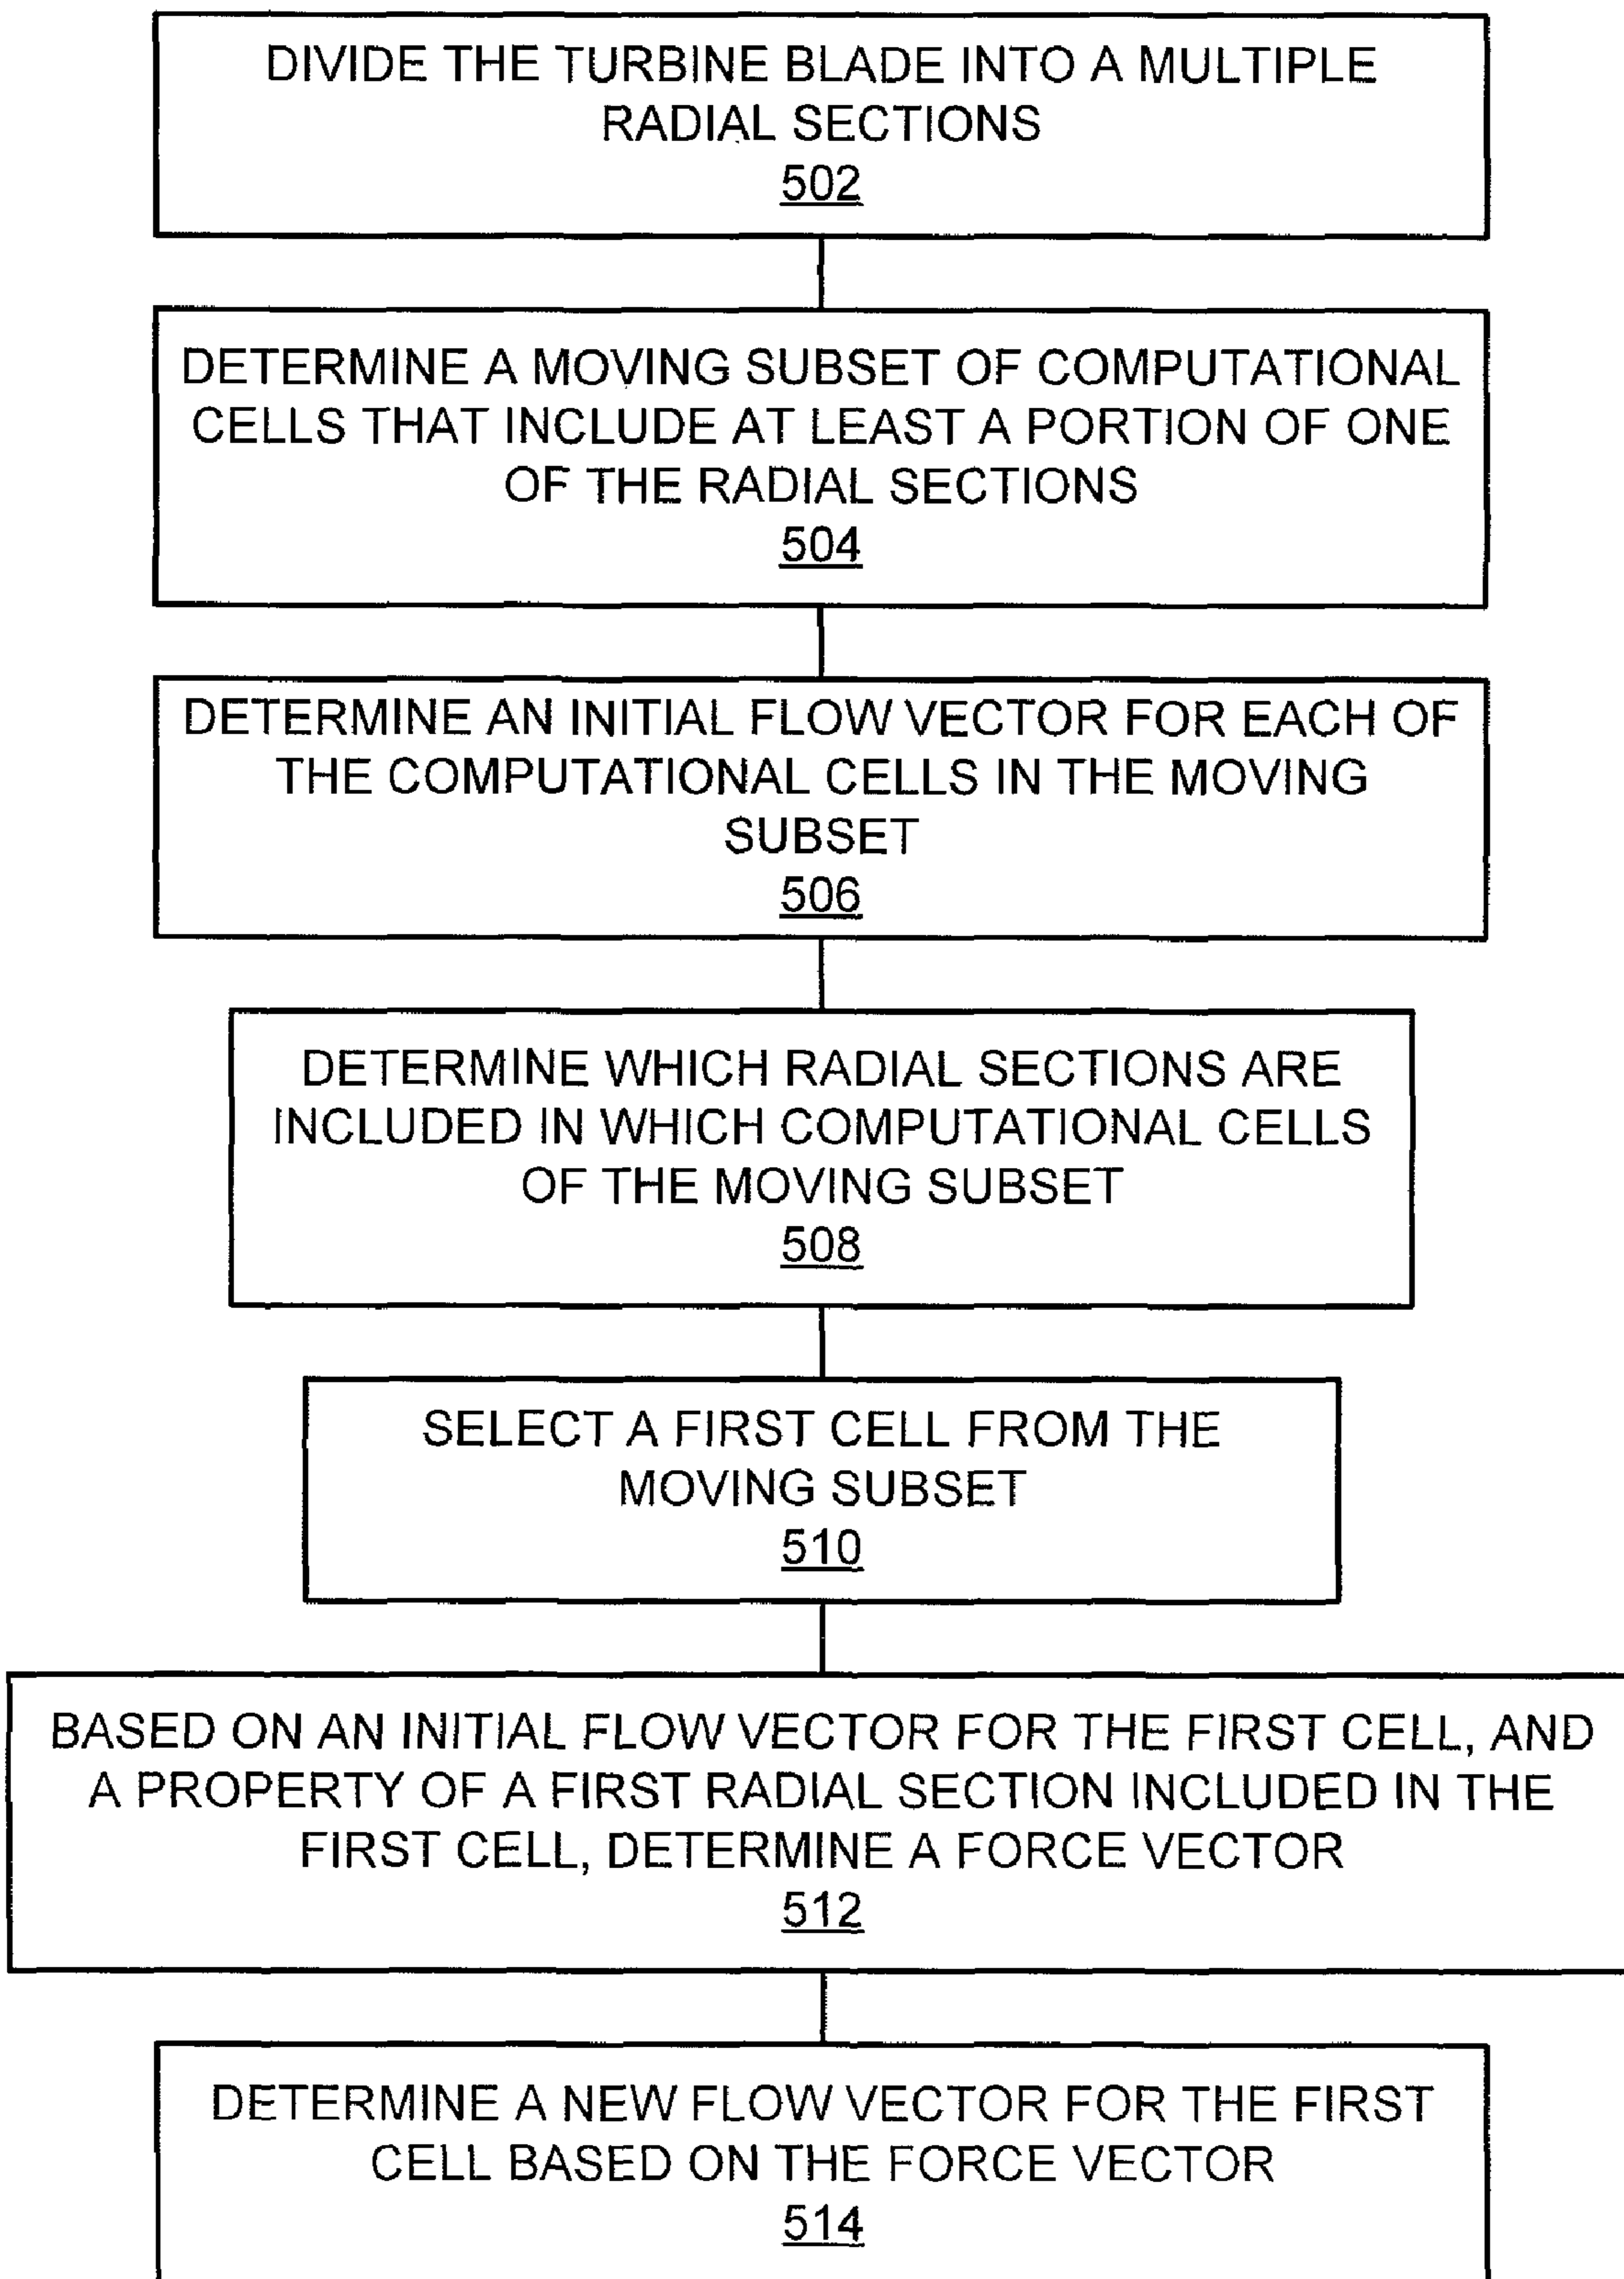 DIVIDE THE TURBINE BLADE INTO A MULTIPLE
RADIAL SECTIONS
502
DETERMINE A MOVING SUBSET OF COMPUTATIONAL
CELLS THAT INCLUDE AT LEAST A PORTION OF ONE
OF THE RADIAL SECTIONS
504
DETERMINE AN INITIAL FLOW VECTOR FOR EACH OF
THE COMPUTATIONAL CELLS IN THE MOVING
SUBSET
506
DETERMINE WHICH RADIAL SECTIONS ARE
INCLUDED IN WHICH COMPUTATIONAL CELLS
OF THE MOVING SUBSET
508
SELECT A FIRST CELL FROM THE
MOVING SUBSET
510
BASED ON AN INITIAL FLOW VECTOR FOR THE FIRST CELL, AND
A PROPERTY OF A FIRST RADIAL SECTION INCLUDED IN THE
FIRST CELL, DETERMINE A FORCE VECTOR
512
DETERMINE A NEW FLOW VECTOR FOR THE FIRST
CELL BASED ON THE FORCE VECTOR
514